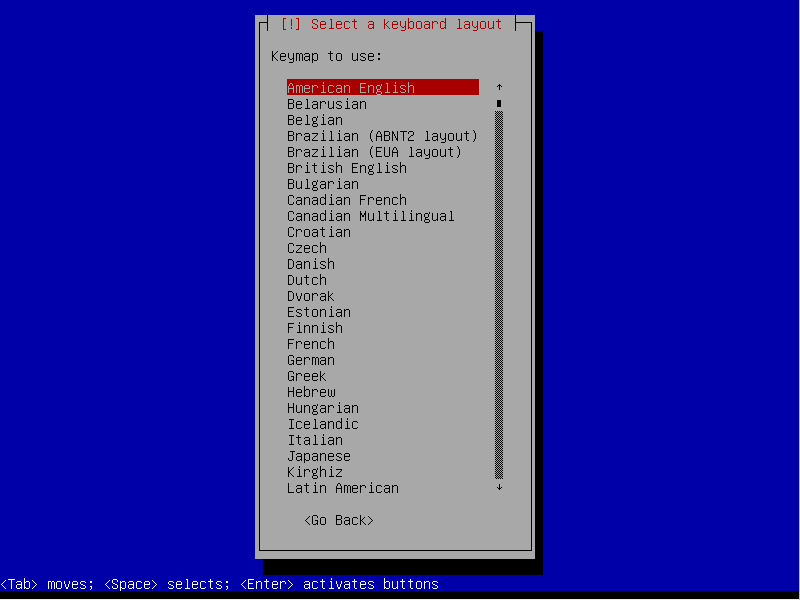 [!] Select a keyboard layout
Keymap to use:
American English
Belarusian
Belgian
Brazilian (ABNT2 layout)
Brazilian (EUA layout)
British English
Bulgarian
Canadian French
Canadian Multilingual
Croatian
Czech
Danish
Dutch
Dvorak
Estonian
Finnish
French
German
Greek
Hebrew
Hungarian
Icelandic
Italian
Japanese
Kirghiz
Latin American
<Go Back>
<Tab> moves; <Space> selects; <Enter> activates buttons